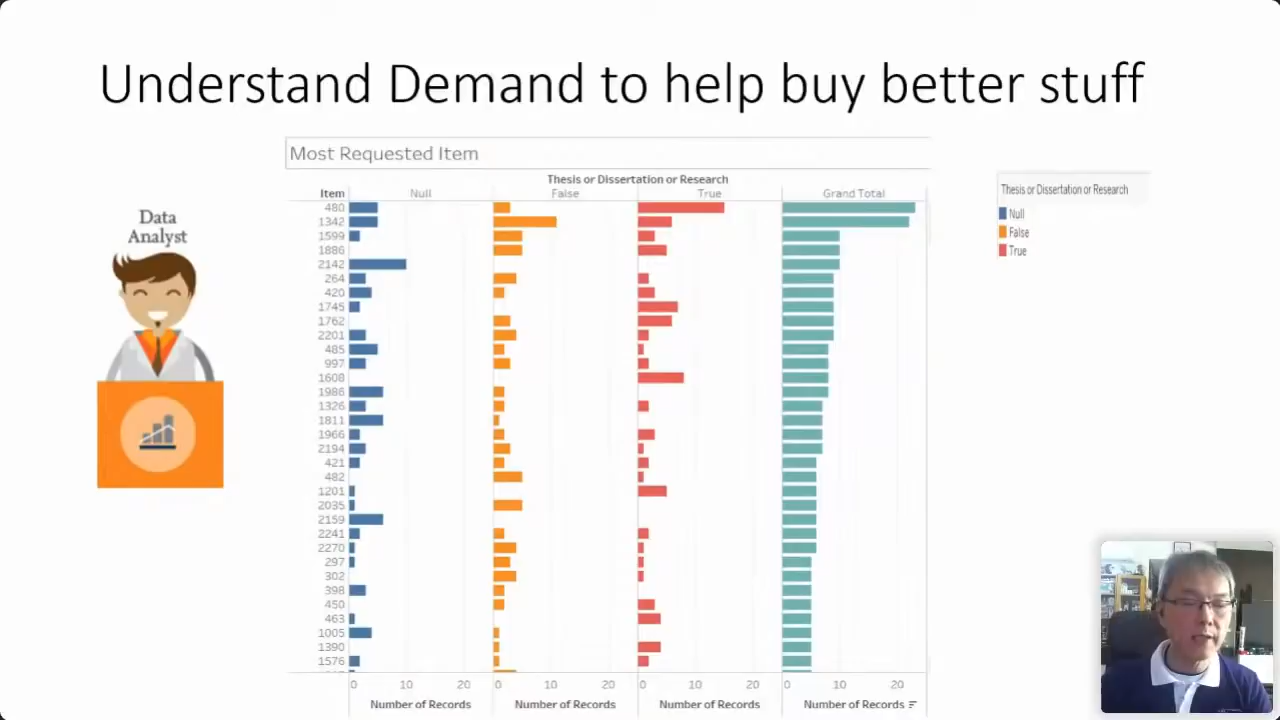 Understand Demand to help buy better stuff
Most Requested Item
Thesis or Dissertation or Research
Item Null False True Grand Total
480
1342
1599
1886
2142
264
420
1745
1762
2201
485
997
1608
1986
1326
1811
1966
2194
421
482
1201
2035
2159
2241
2270
297
302
398
450
463
1005
1390
1576
0 10 20 0 10 20 0 10 20 0 10 20
Number of Records Number of Records Number of Records Number of Records
Data
Analyst
Thesis or Dissertation or Research
Null
False
True